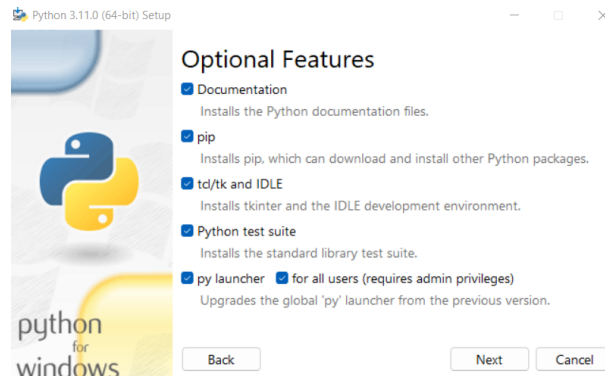 Python 3.11.0 (64-bit) Setup
Optional Features
Documentation
Installs the Python documentation files.
pip
Installs pip, which can download and install other Python packages.
tcl/tk and IDLE
Installs tkinter and the IDLE development environment.
Python test suite
Installs the standard library test suite.
py launcher for all users (requires admin privileges)
Upgrades the global 'py' launcher from the previous version.
python
for
windows
Back Next Cancel